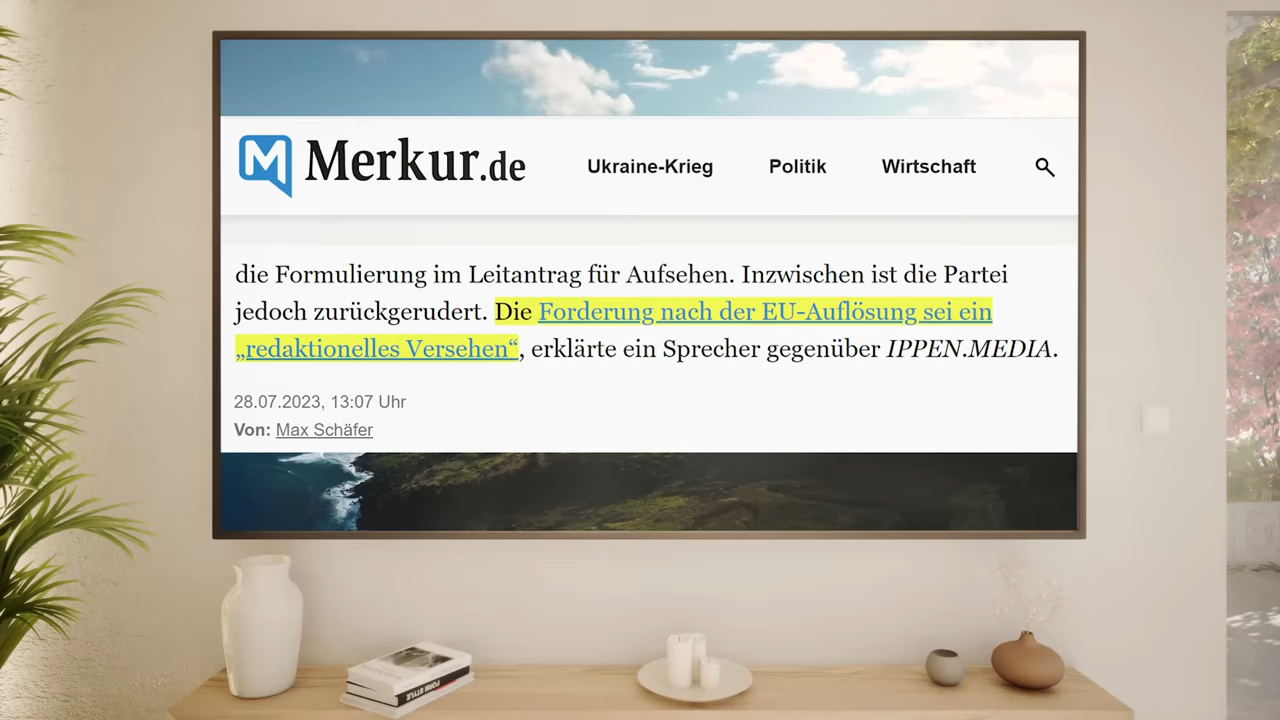 Merkur.de
Ukraine-Krieg
Politik
Wirtschaft
die Formulierung im Leitantrag für Aufsehen. Inzwischen ist die Partei
jedoch zurückgerudert. Die Forderung nach der EU-Auflösung sei ein
„redaktionelles Versehen“, erklärte ein Sprecher gegenüber IPPEN.MEDIA.
28.07.2023, 13:07 Uhr
Von: Max Schäfer
FORM STYLE